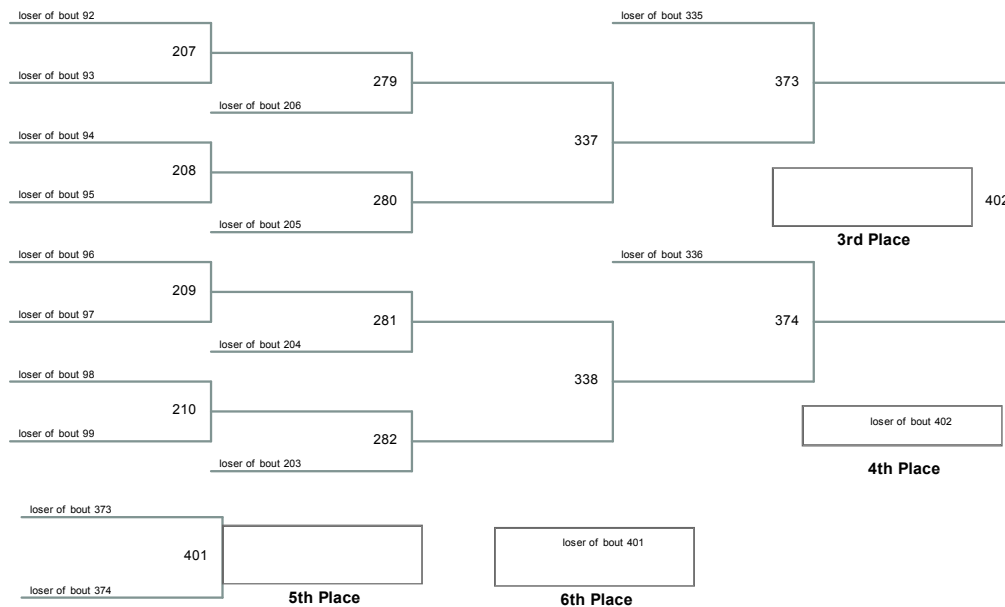 loser of bout 92
loser of bout 335
207
loser of bout 93
279
373
loser of bout 206
loser of bout 94
337
208
loser of bout 95
280
402
loser of bout 205
3rd Place
loser of bout 96
loser of bout 336
209
loser of bout 97
281
374
loser of bout 204
loser of bout 98
338
210
loser of bout 402
loser of bout 99
282
loser of bout 203
4th Place
loser of bout 373
401
loser of bout 401
loser of bout 374
5th Place
6th Place